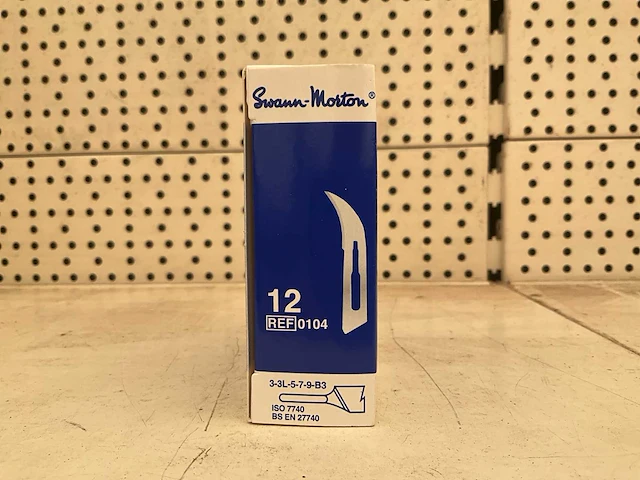 Swann-Morton®
12
REF 0104
3-3L-5-7-9-B3
ISO 7740
BS EN 27740